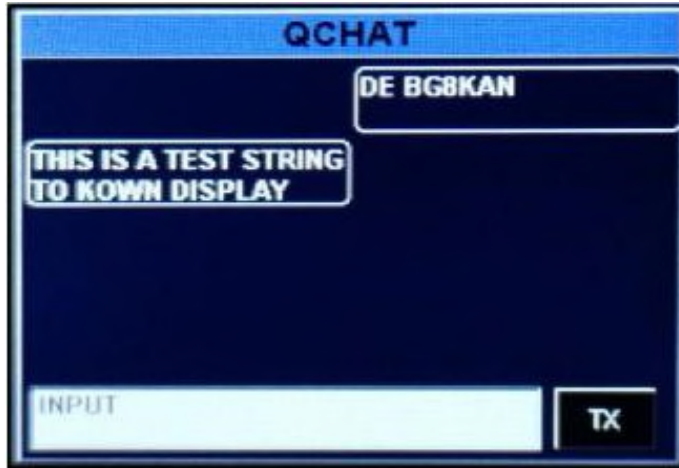 QCHAT
DE BG8KAN
THIS IS A TEST STRING
TO KOWN DISPLAY
INPUT
TX